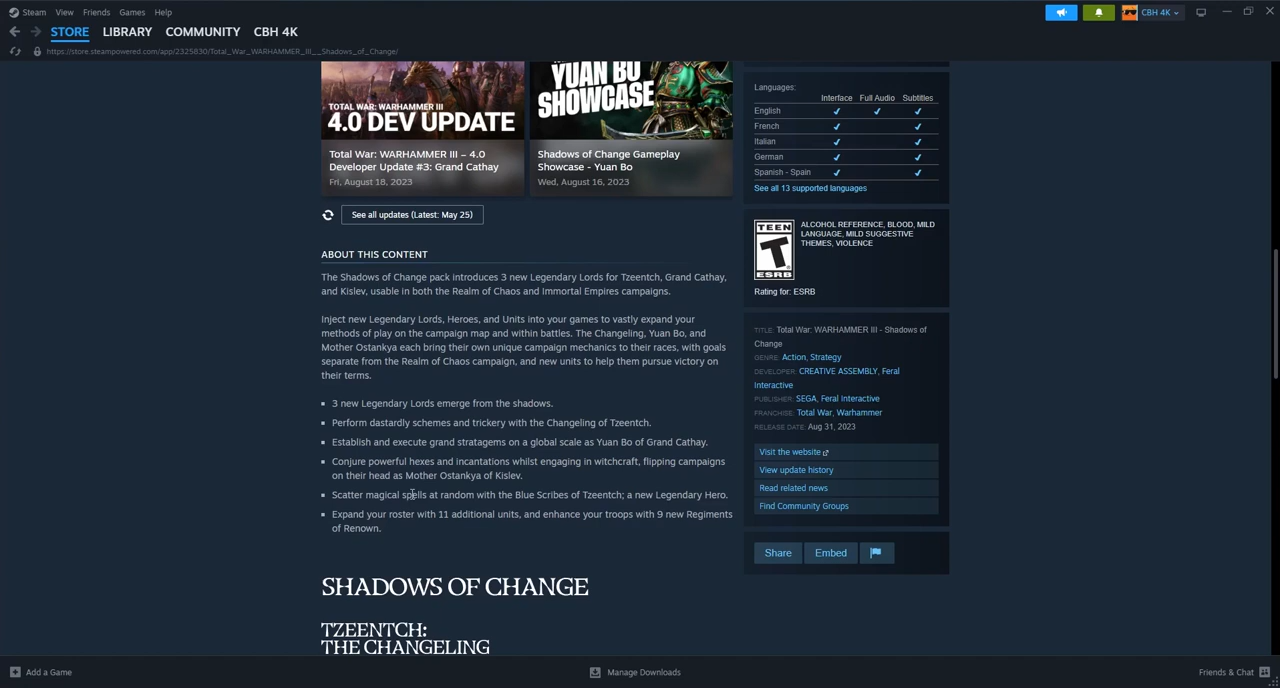 Steam View Friends Games Help
CBH 4K
STORE LIBRARY COMMUNITY CBH 4K
https://store.steampowered.com/app/2325830/Total_War_WARHAMMER_III__Shadows_of_Change/
TOTAL WAR: WARHAMMER III
4.0 DEV UPDATE
Total War: WARHAMMER III – 4.0
Developer Update #3: Grand Cathay
Fri, August 18, 2023
YUAN BO
SHOWCASE
Shadows of Change Gameplay
Showcase - Yuan Bo
Wed, August 16, 2023
See all updates (Latest: May 25)
ABOUT THIS CONTENT
The Shadows of Change pack introduces 3 new Legendary Lords for Tzeentch, Grand Cathay,
and Kislev, usable in both the Realm of Chaos and Immortal Empires campaigns.
Inject new Legendary Lords, Heroes, and Units into your games to vastly expand your
methods of play on the campaign map and within battles. The Changeling, Yuan Bo, and
Mother Ostankya each bring their own unique campaign mechanics to their races, with goals
separate from the Realm of Chaos campaign, and new units to help them pursue victory on
their terms.
3 new Legendary Lords emerge from the shadows.
Perform dastardly schemes and trickery with the Changeling of Tzeentch.
Establish and execute grand stratagems on a global scale as Yuan Bo of Grand Cathay.
Conjure powerful hexes and incantations whilst engaging in witchcraft, flipping campaigns
on their head as Mother Ostankya of Kislev.
Scatter magical spells at random with the Blue Scribes of Tzeentch; a new Legendary Hero.
Expand your roster with 11 additional units, and enhance your troops with 9 new Regiments
of Renown.
SHADOWS OF CHANGE
TZEENTCH:
THE CHANGELING
Languages:
Interface Full Audio Subtitles
English ✔ ✔ ✔
French ✔ ✔
Italian ✔ ✔
German ✔ ✔
Spanish - Spain ✔ ✔
See all 13 supported languages
TEEN
T
ESRB
ALCOHOL REFERENCE, BLOOD, MILD
LANGUAGE, MILD SUGGESTIVE
THEMES, VIOLENCE
Rating for: ESRB
TITLE: Total War: WARHAMMER III - Shadows of
Change
GENRE: Action, Strategy
DEVELOPER: CREATIVE ASSEMBLY, Feral
Interactive
PUBLISHER: SEGA, Feral Interactive
FRANCHISE: Total War, Warhammer
RELEASE DATE: Aug 31, 2023
Visit the website
View update history
Read related news
Find Community Groups
Share Embed
Add a Game
Manage Downloads
Friends & Chat